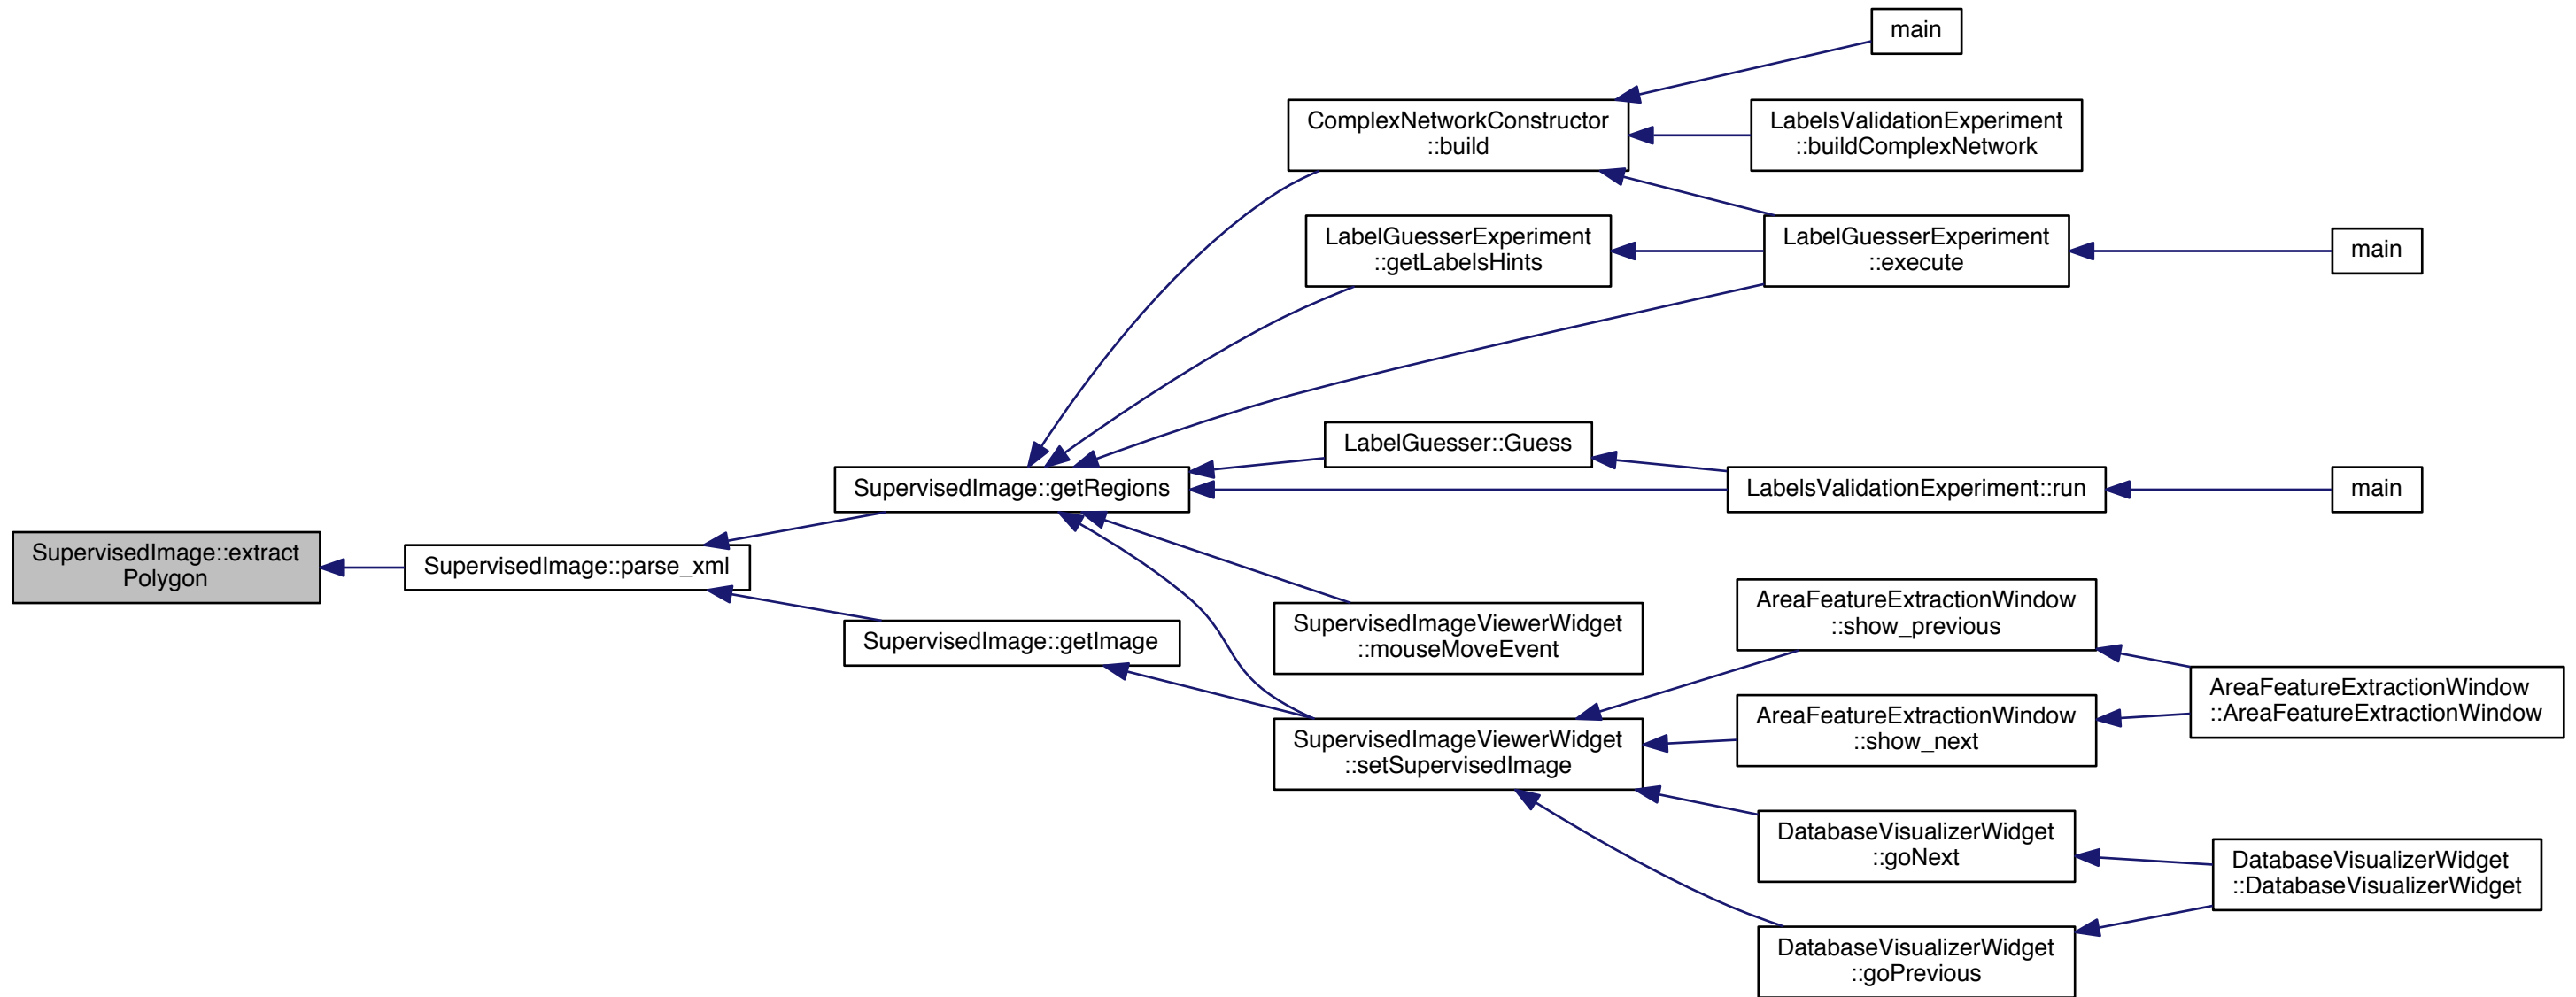 main
ComplexNetworkConstructor
::build
LabelsValidationExperiment
::buildComplexNetwork
LabelGuesserExperiment
::getLabelsHints
LabelGuesserExperiment
::execute
main
LabelGuesser::Guess
SupervisedImage::getRegions
LabelsValidationExperiment::run
main
SupervisedImage::extract
Polygon
SupervisedImage::parse_xml
SupervisedImage::getImage
SupervisedImageViewerWidget
::mouseMoveEvent
AreaFeatureExtractionWindow
::show_previous
AreaFeatureExtractionWindow
::AreaFeatureExtractionWindow
SupervisedImageViewerWidget
::setSupervisedImage
AreaFeatureExtractionWindow
::show_next
DatabaseVisualizerWidget
::goNext
DatabaseVisualizerWidget
::DatabaseVisualizerWidget
DatabaseVisualizerWidget
::goPrevious